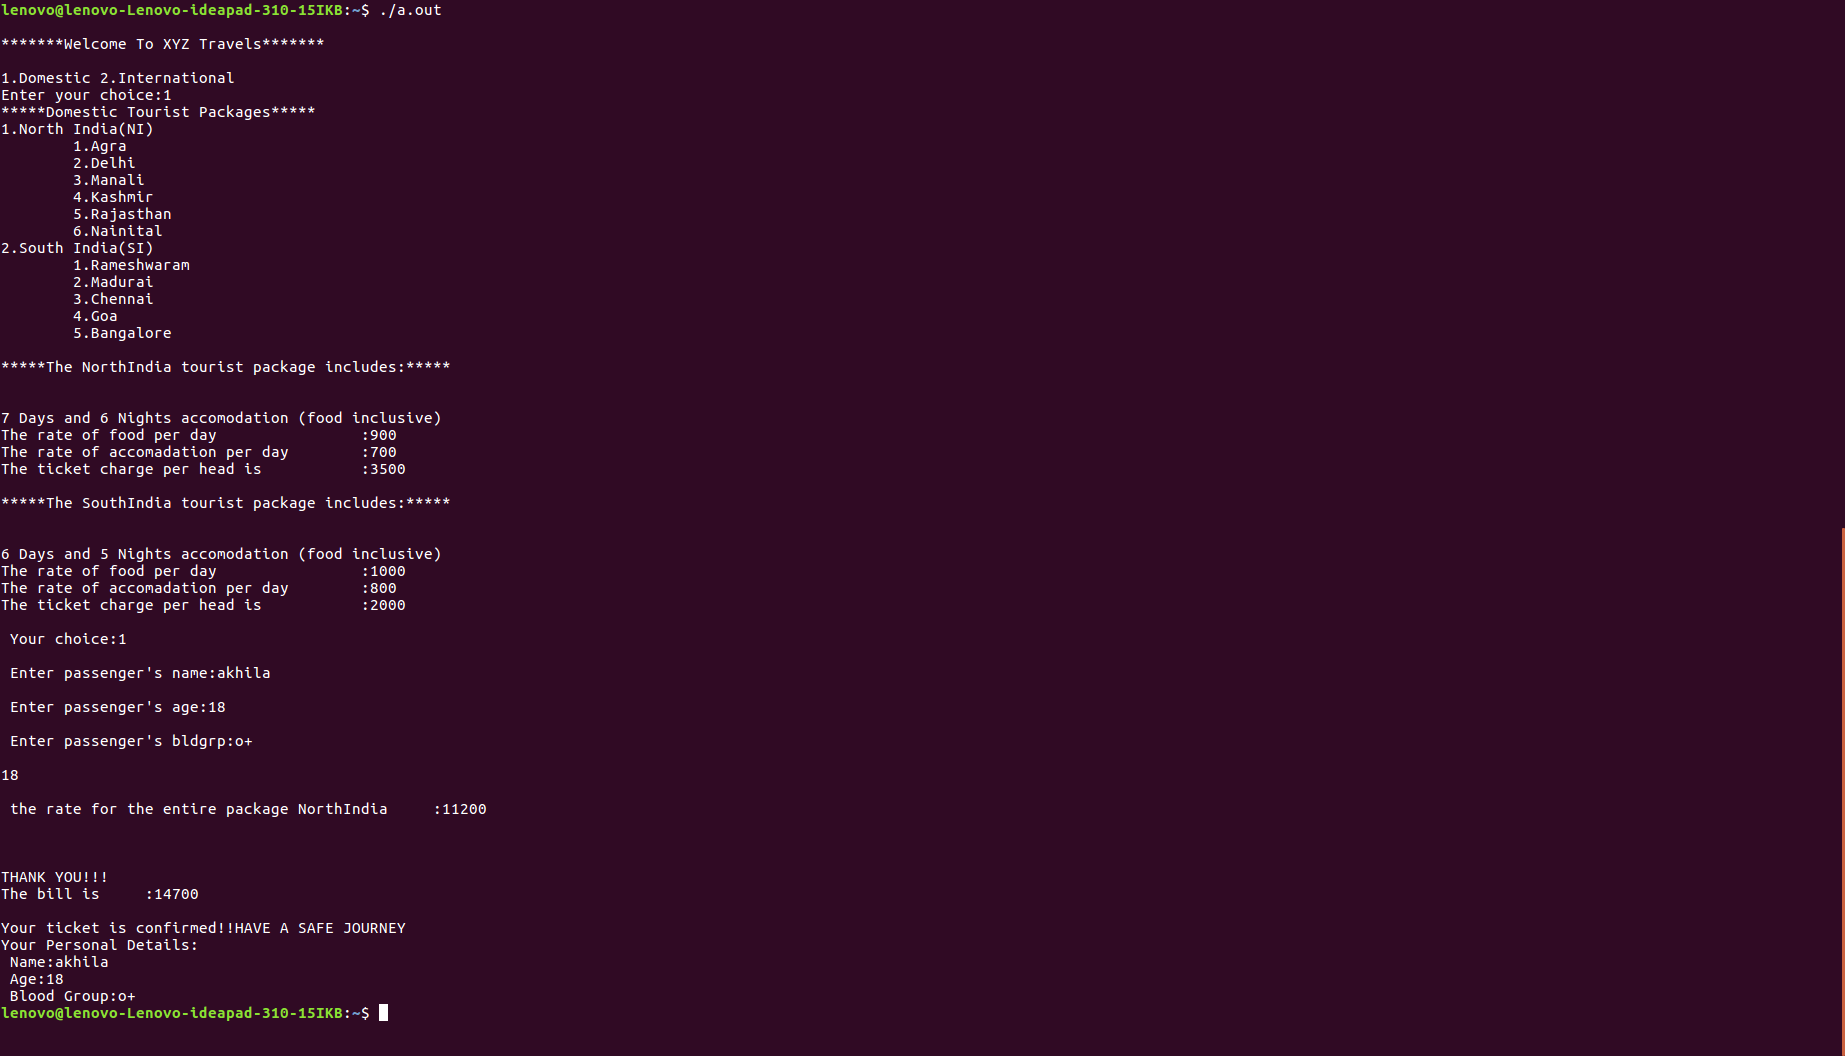 lenovo@lenovo-Lenovo-ideapad-310-15IKB:~$ ./a.out
*******Welcome To XYZ Travels*******
1.Domestic 2.International
Enter your choice:1
*****Domestic Tourist Packages*****
1.North India(NI)
1.Agra
2.Delhi
3.Manali
4.Kashmir
5.Rajasthan
6.Nainital
2.South India(SI)
1.Rameshwaram
2.Madurai
3.Chennai
4.Goa
5.Bangalore
*****The NorthIndia tourist package includes:*****
7 Days and 6 Nights accomodation (food inclusive)
The rate of food per day :900
The rate of accomadation per day :700
The ticket charge per head is :3500
*****The SouthIndia tourist package includes:*****
6 Days and 5 Nights accomodation (food inclusive)
The rate of food per day :1000
The rate of accomadation per day :800
The ticket charge per head is :2000
Your choice:1
Enter passenger's name:akhila
Enter passenger's age:18
Enter passenger's bldgrp:o+
18
the rate for the entire package NorthIndia :11200
THANK YOU!!!
The bill is :14700
Your ticket is confirmed!!HAVE A SAFE JOURNEY
Your Personal Details:
Name:akhila
Age:18
Blood Group:o+
lenovo@lenovo-Lenovo-ideapad-310-15IKB:~$